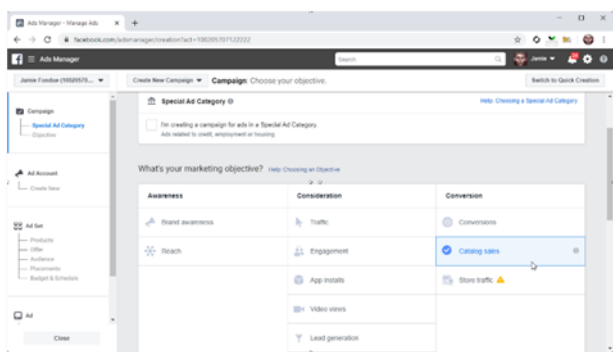 Ads Manager - Manage Ads
facebook.com/adsmanager/creation?act=
Ads Manager
Search
Jamie
Create New Campaign
Campaign: Choose your objective.
Switch to Quick Creation
Campaign
Special Ad Category
Objective
Ad Account
Create New
Ad Set
Products
Offer
Audience
Placements
Budget & Schedule
Ad
Close
Special Ad Category
Help: Choosing a Special Ad Category
I'm creating a campaign for ads in a Special Ad Category.
Ads related to credit, employment or housing
What's your marketing objective? Help: Choosing an Objective
Awareness
Consideration
Conversion
Brand awareness
Traffic
Conversions
Reach
Engagement
Catalog sales
App installs
Store traffic
Video views
Lead generation